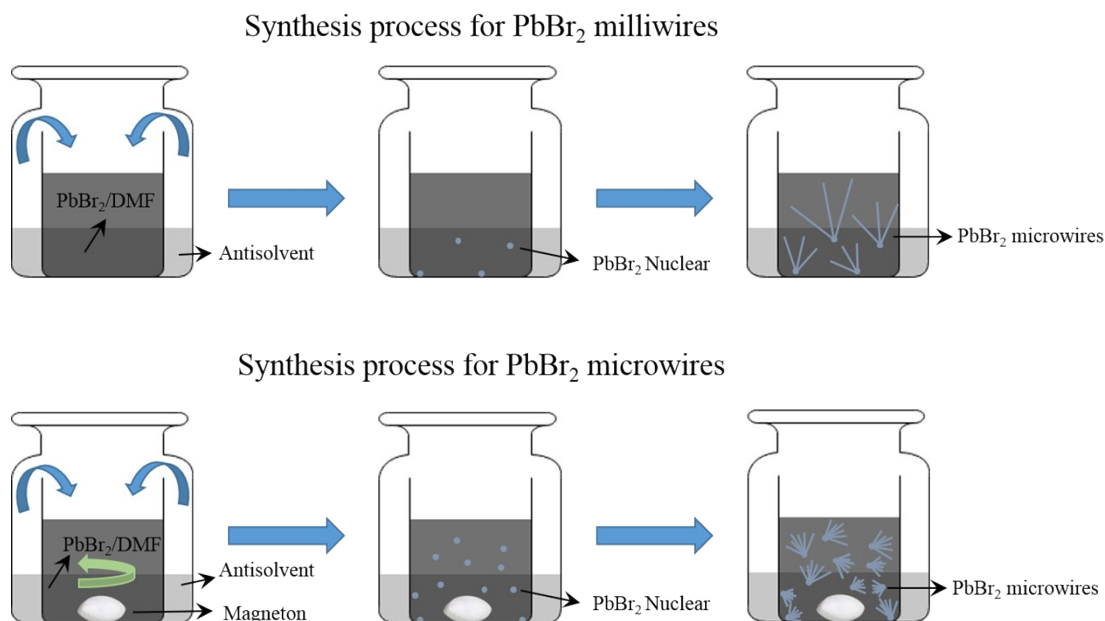 Synthesis process for PbBr₂ milliwires
PbBr₂/DMF
Antisolvent
PbBr₂ Nuclear
PbBr₂ microwires
Synthesis process for PbBr₂ microwires
PbBr₂/DMF
Antisolvent
Magneton
PbBr₂ Nuclear
PbBr₂ microwires